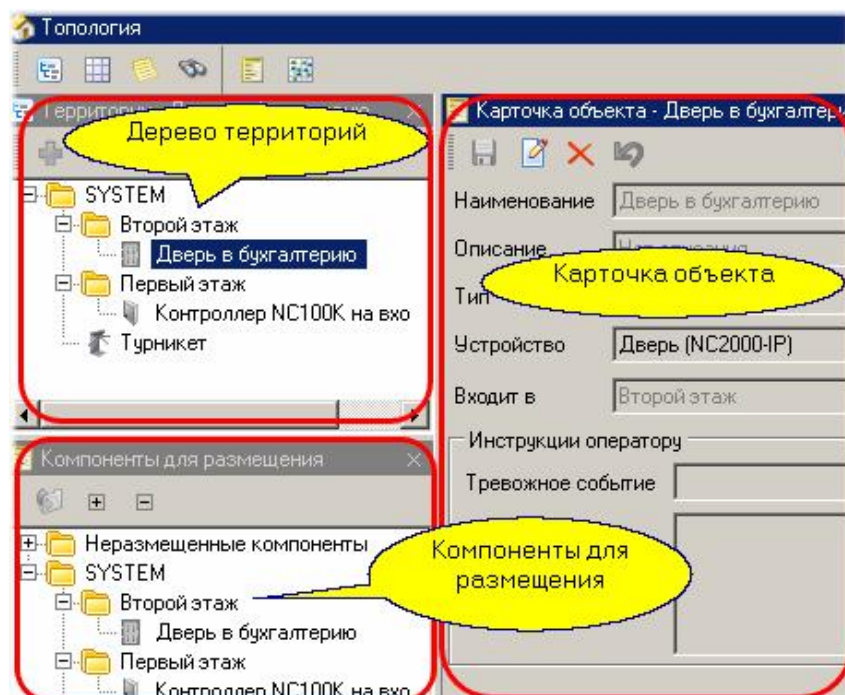 Топология
Дерево территорий
SYSTEM
Второй этаж
Дверь в бухгалтерию
Первый этаж
Контроллер NC100K на вхо
Турникет
Компоненты для размещения
Неразмещенные компоненты
SYSTEM
Второй этаж
Дверь в бухгалтерию
Первый этаж
Контроллер NC100K на вхо
Компоненты для размещения
Карточка объекта - Дверь в бухгалтери
Наименование Дверь в бухгалтерию
Описание
Карточка объекта
Тип
Устройство Дверь (NC2000-IP)
Входит в Второй этаж
Инструкции оператору
Тревожное событие